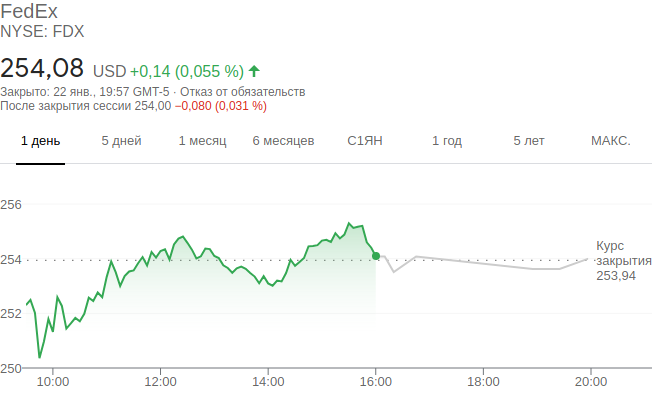 FedEx
NYSE: FDX
254,08 USD +0,14 (0,055 %)
Закрыто: 22 янв., 19:57 GMT-5 · Отказ от обязательств
После закрытия сессии 254,00 −0,080 (0,031 %)
1 день 5 дней 1 месяц 6 месяцев С1ЯН 1 год 5 лет МАКС.
256
254
252
250
Курс
закрытия
253,94
10:00 12:00 14:00 16:00 18:00 20:00